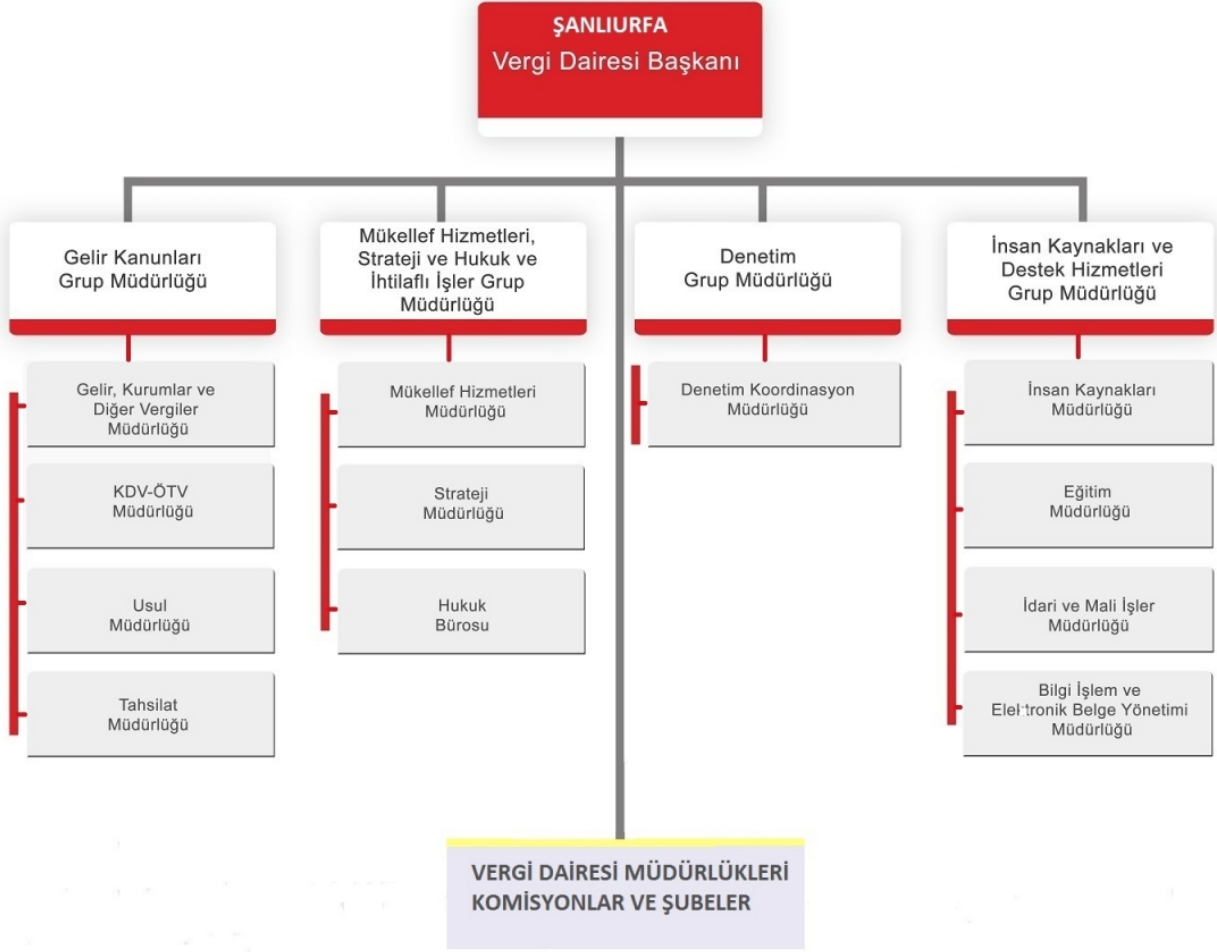 ŞANLIURFA
Vergi Dairesi Başkanı
Gelir Kanunları
Grup Müdürlüğü
Mükellef Hizmetleri,
Strateji ve Hukuk ve
İhtilaflı İşler Grup
Müdürlüğü
Denetim
Grup Müdürlüğü
İnsan Kaynakları ve
Destek Hizmetleri
Grup Müdürlüğü
Gelir, Kurumlar ve
Diğer Vergiler
Müdürlüğü
KDV-ÖTV
Müdürlüğü
Usul
Müdürlüğü
Tahsilat
Müdürlüğü
Mükellef Hizmetleri
Müdürlüğü
Strateji
Müdürlüğü
Hukuk
Bürosu
Denetim Koordinasyon
Müdürlüğü
İnsan Kaynakları
Müdürlüğü
Eğitim
Müdürlüğü
İdari ve Mali İşler
Müdürlüğü
Bilgi İşlem ve
Elektronik Belge Yönetimi
Müdürlüğü
VERGİ DAİRESİ MÜDÜRLÜKLERİ
KOMİSYONLAR VE ŞUBELER